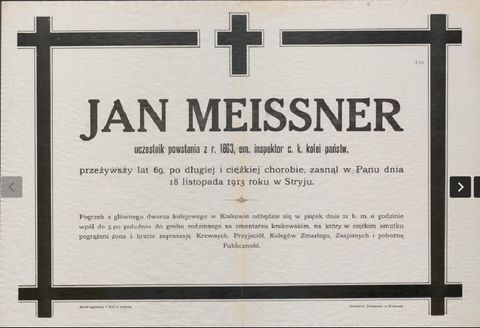 JAN MEISSNER
uczestnik powstania z r. 1863, em. inspektor c. k. kolei państw.
przeżywszy lat 69, po długiej i ciężkiej chorobie, zasnął w Panu dnia
18 listopada 1913 roku w Stryju.
Pogrzeb z głównego dworca kolejowego w Krakowie odbędzie się w piątek dnia 21 b. m. o godzinie
wpół do 3 po południu do grobu rodzinnego na cmentarzu krakowskim, na który w ciężkim smutku
pogrążeni żona i bracia zapraszają Krewnych, Przyjaciół, Kolegów Zmarłego, Znajomych i pobożną
Publiczność.